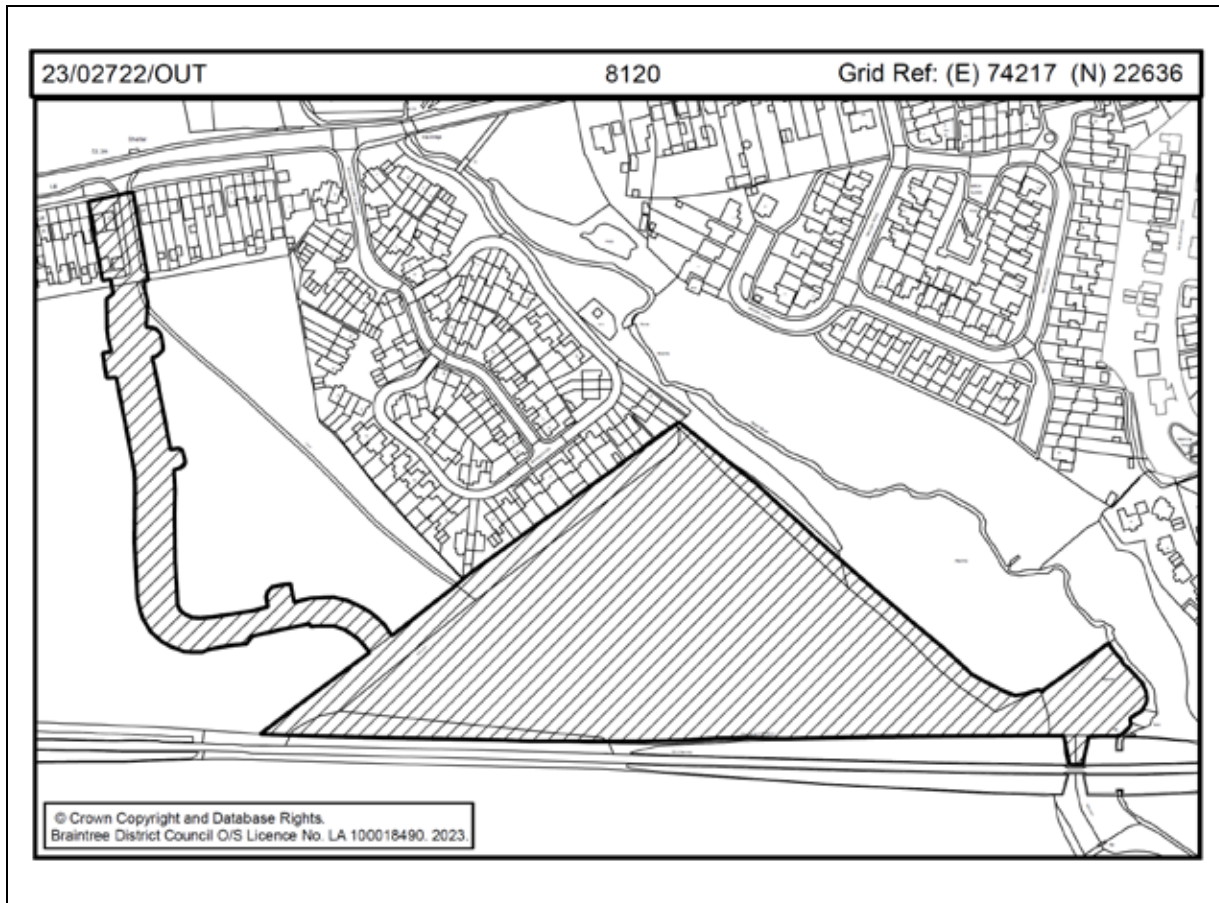 23/02722/OUT 8120 Grid Ref: (E) 74217 (N) 22636
Shelter
© Crown Copyright and Database Rights.
Braintree District Council O/S Licence No. LA 100018490. 2023.